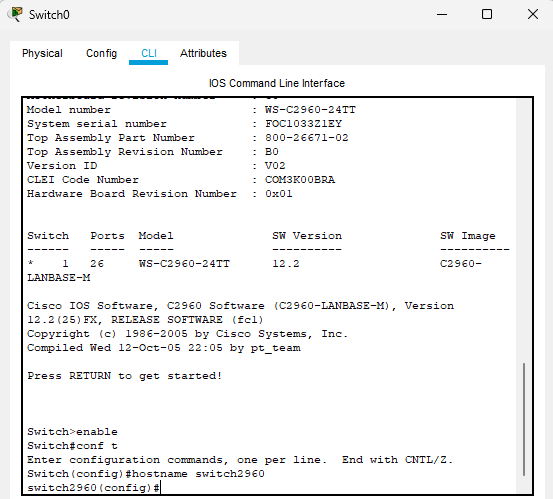 Switch0
Physical Config CLI Attributes
IOS Command Line Interface
Model number : WS-C2960-24TT
System serial number : FOC1033Z1EY
Top Assembly Part Number : 800-26671-02
Top Assembly Revision Number : B0
Version ID : V02
CLEI Code Number : COM3K00BRA
Hardware Board Revision Number : 0x01
Switch Ports Model SW Version SW Image
------ ----- ----- ---------- ----------
* 1 26 WS-C2960-24TT 12.2 C2960-
LANBASE-M
Cisco IOS Software, C2960 Software (C2960-LANBASE-M), Version
12.2(25)FX, RELEASE SOFTWARE (fc1)
Copyright (c) 1986-2005 by Cisco Systems, Inc.
Compiled Wed 12-Oct-05 22:05 by pt_team
Press RETURN to get started!
Switch>enable
Switch#conf t
Enter configuration commands, one per line. End with CNTL/Z.
Switch(config)#hostname switch2960
switch2960(config)#